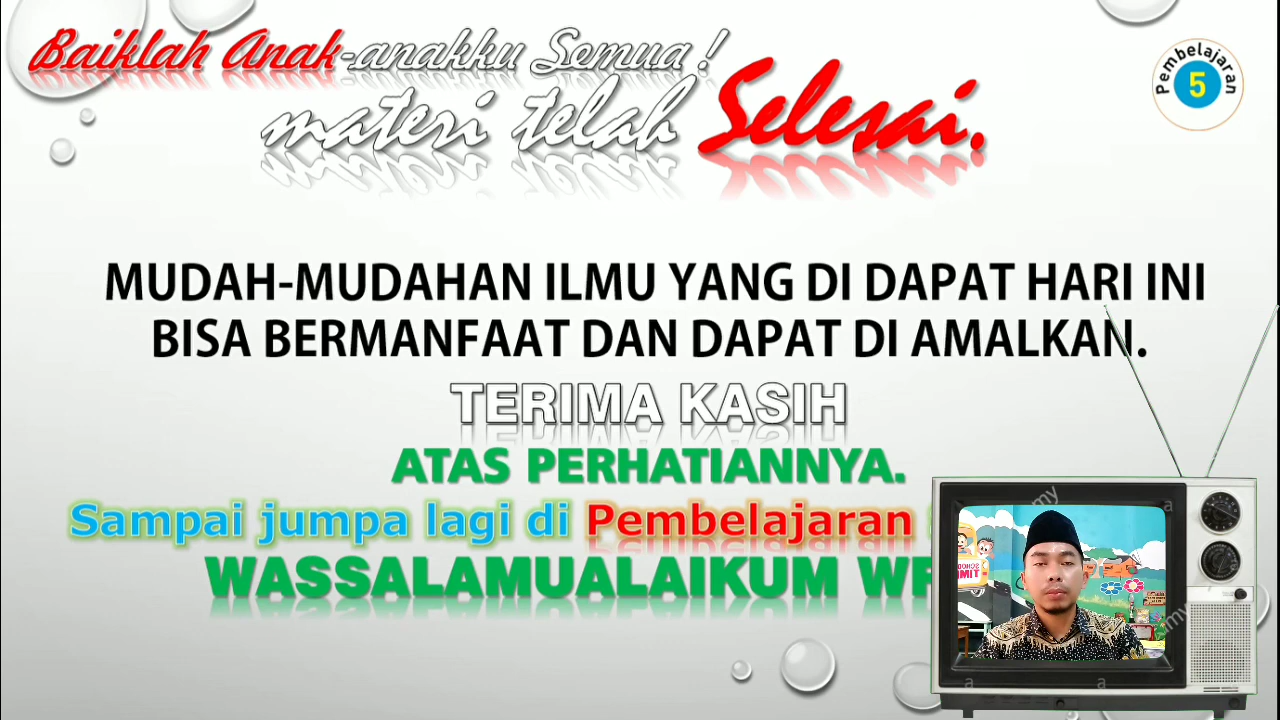 Baiklah Anak-anakku Semua !
materi telah Selesai.
Pembelajaran
5
MUDAH-MUDAHAN ILMU YANG DI DAPAT HARI INI
BISA BERMANFAAT DAN DAPAT DI AMALKAN.
TERIMA KASIH
ATAS PERHATIANNYA.
Sampai jumpa lagi di Pembelajaran
WASSALAMUALAIKUM